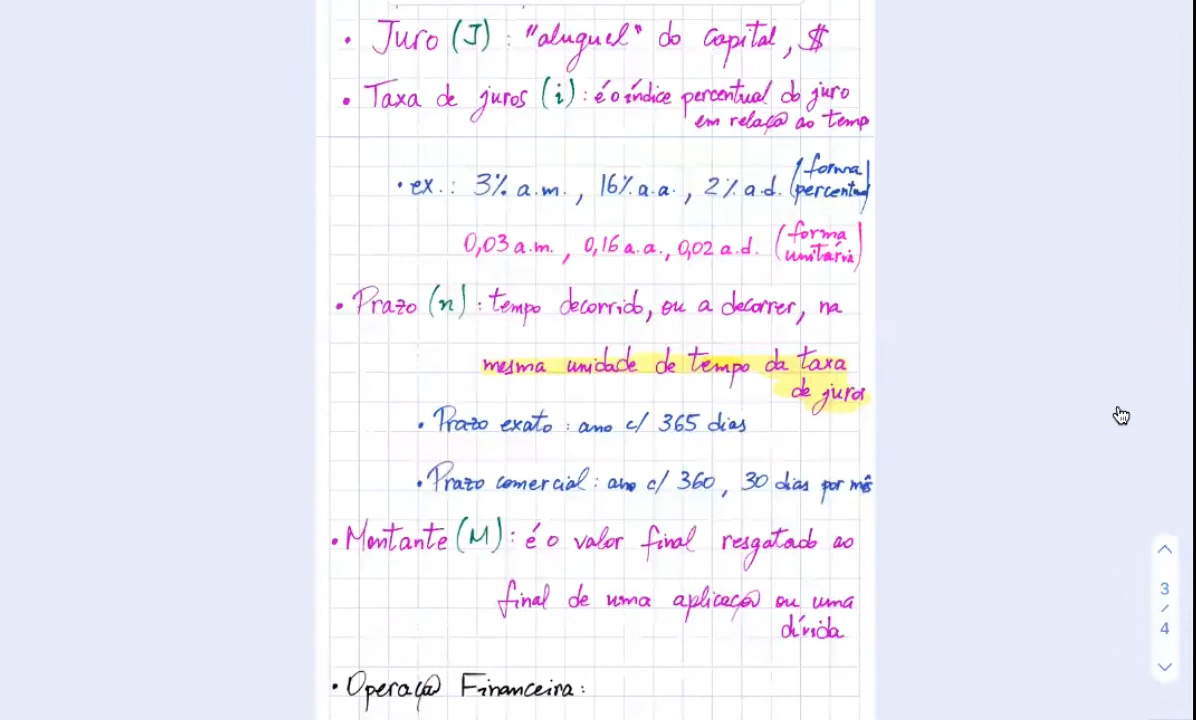 • Juro (J) : "aluguel" do capital, $
• Taxa de juros (i) : é o índice percentual do juro
em relação ao temp
• ex.: 3% a.m., 16% a.a., 2% a.d. (forma
percentual
0,03 a.m., 0,16 a.a., 0,02 a.d. (forma
unitária)
• Prazo (n) : tempo decorrido, ou a decorrer, na
mesma unidade de tempo da taxa
de juros
• Prazo exato : ano c/ 365 dias
• Prazo comercial : ano c/ 360, 30 dias por mês
• Montante (M) : é o valor final resgatado ao
final de uma aplicação ou uma
dívida
• Operação Financeira:
3
/
4